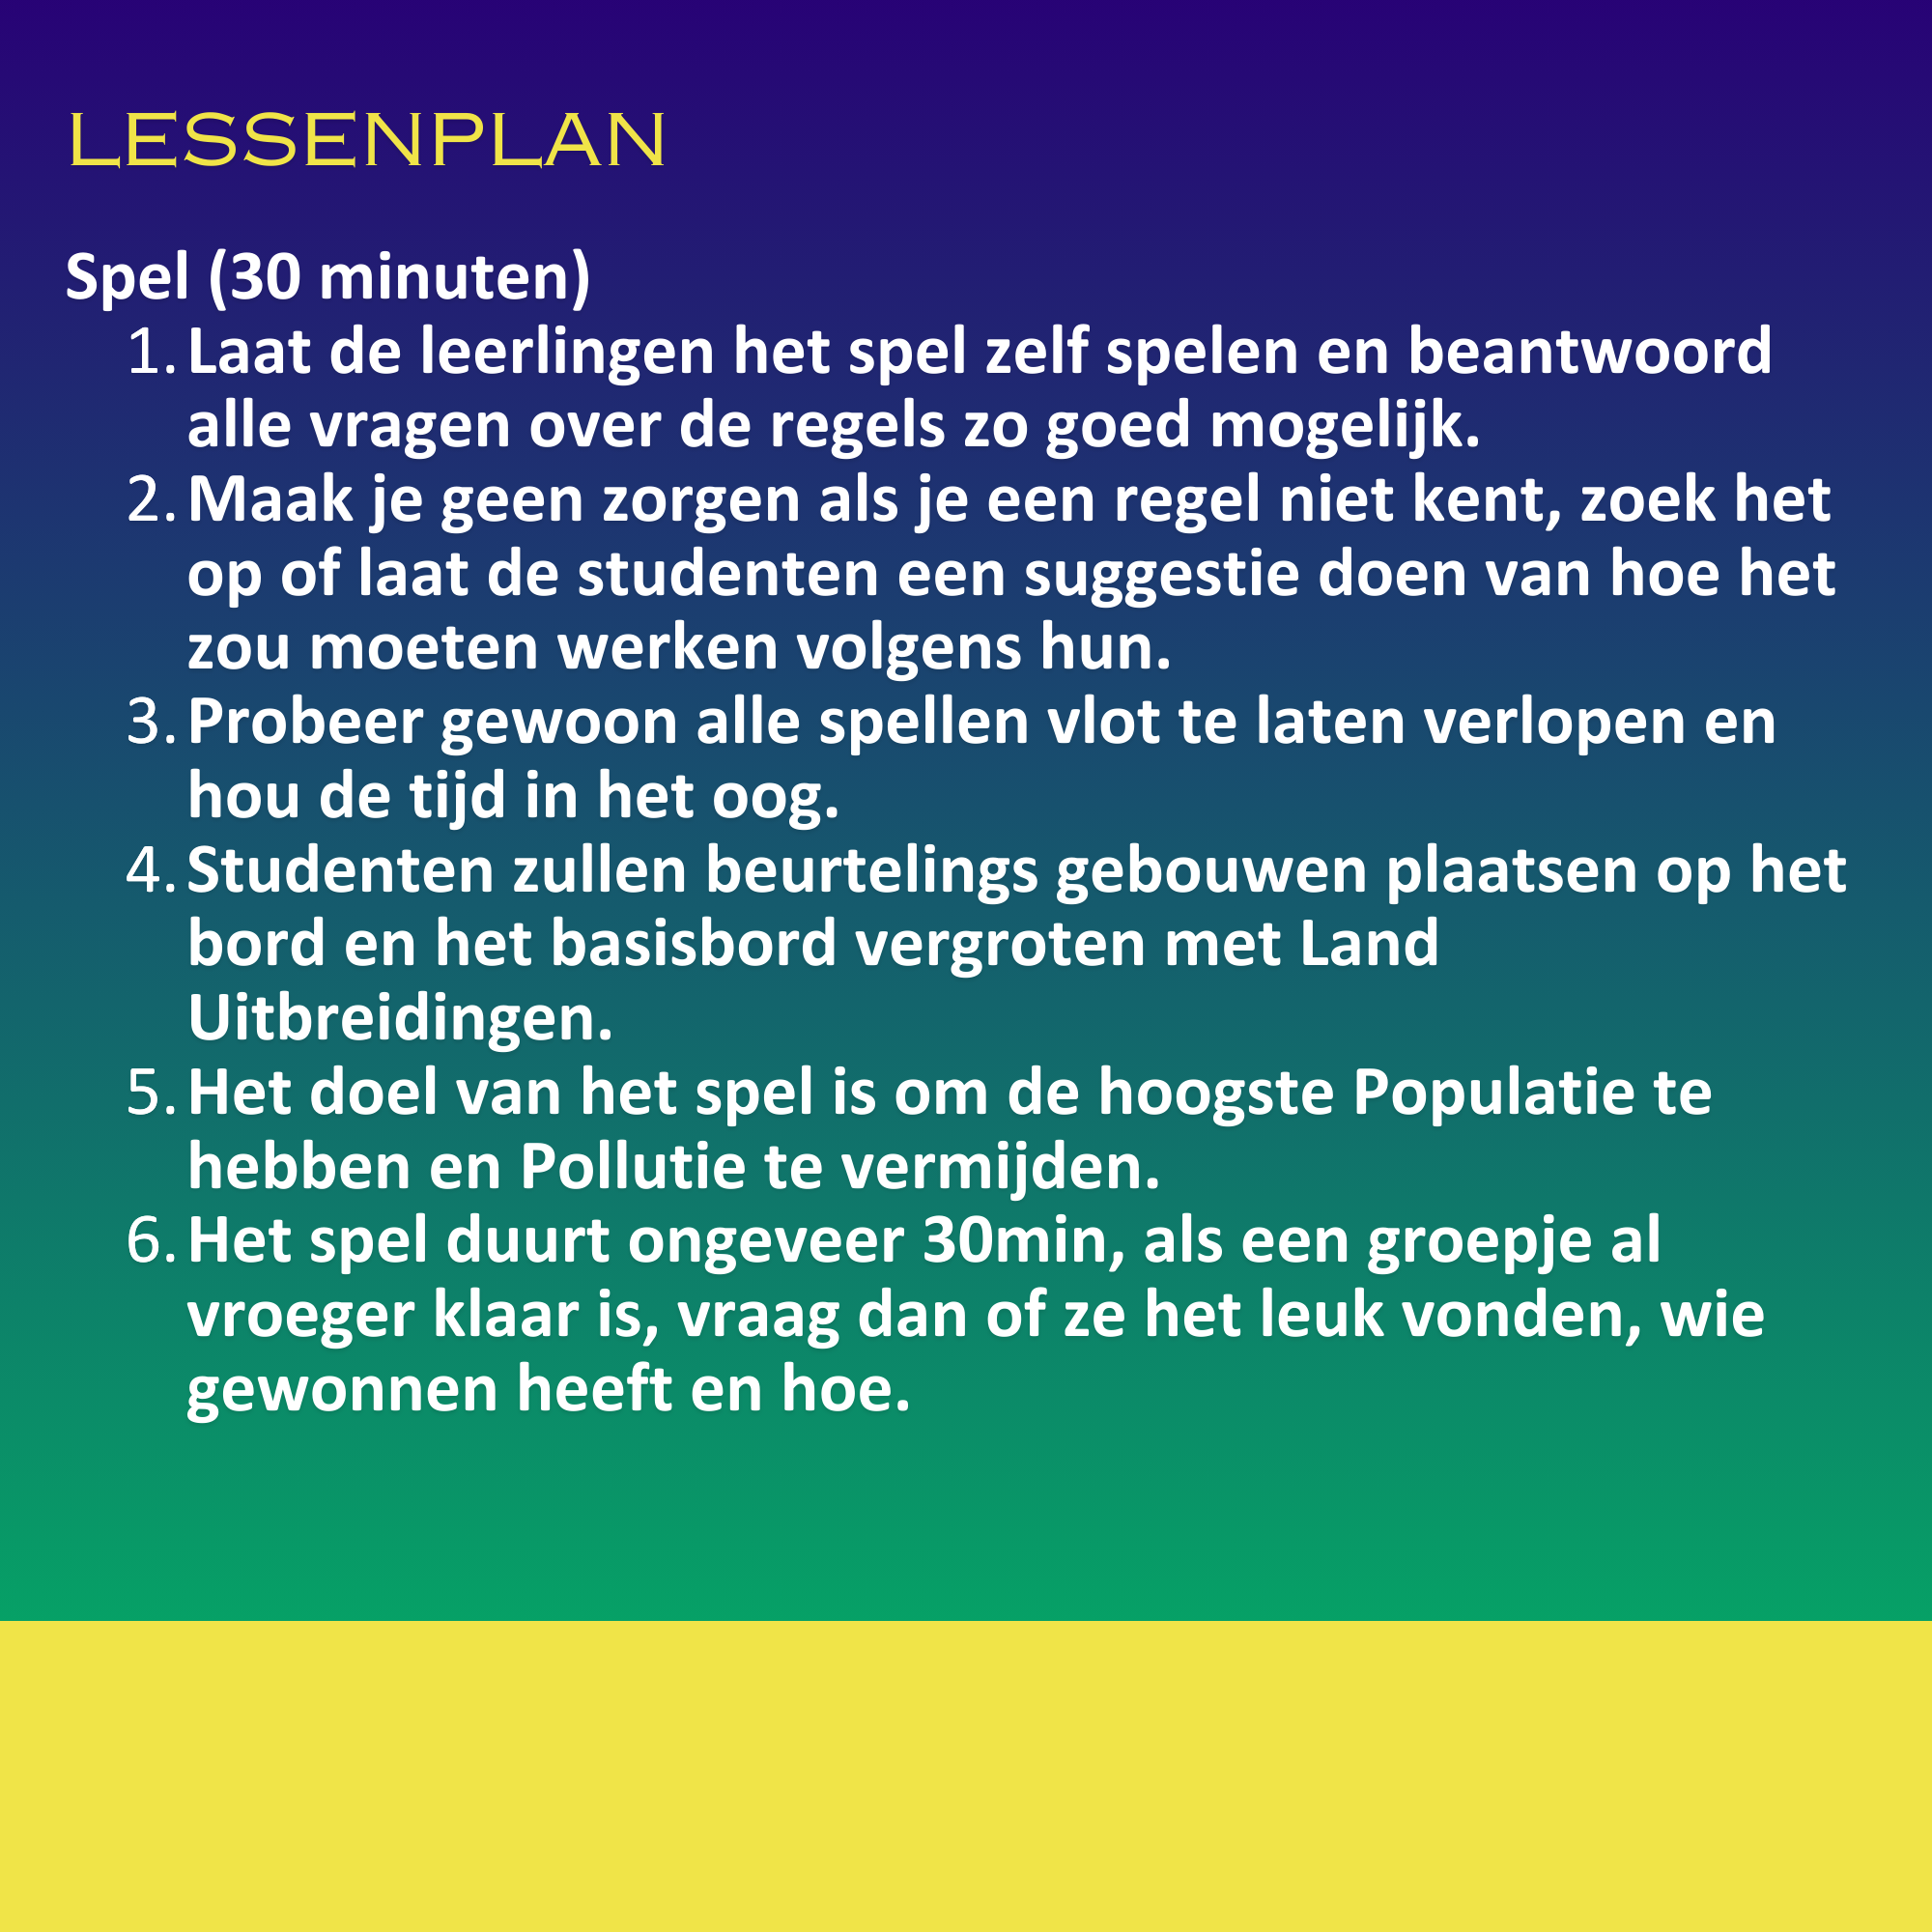 LESSENPLAN
Spel (30 minuten)
1. Laat de leerlingen het spel zelf spelen en beantwoord
alle vragen over de regels zo goed mogelijk.
2. Maak je geen zorgen als je een regel niet kent, zoek het
op of laat de studenten een suggestie doen van hoe het
zou moeten werken volgens hun.
3. Probeer gewoon alle spellen vlot te laten verlopen en
hou de tijd in het oog.
4. Studenten zullen beurtelings gebouwen plaatsen op het
bord en het basisbord vergroten met Land
Uitbreidingen.
5. Het doel van het spel is om de hoogste Populatie te
hebben en Pollutie te vermijden.
6. Het spel duurt ongeveer 30min, als een groepje al
vroeger klaar is, vraag dan of ze het leuk vonden, wie
gewonnen heeft en hoe.